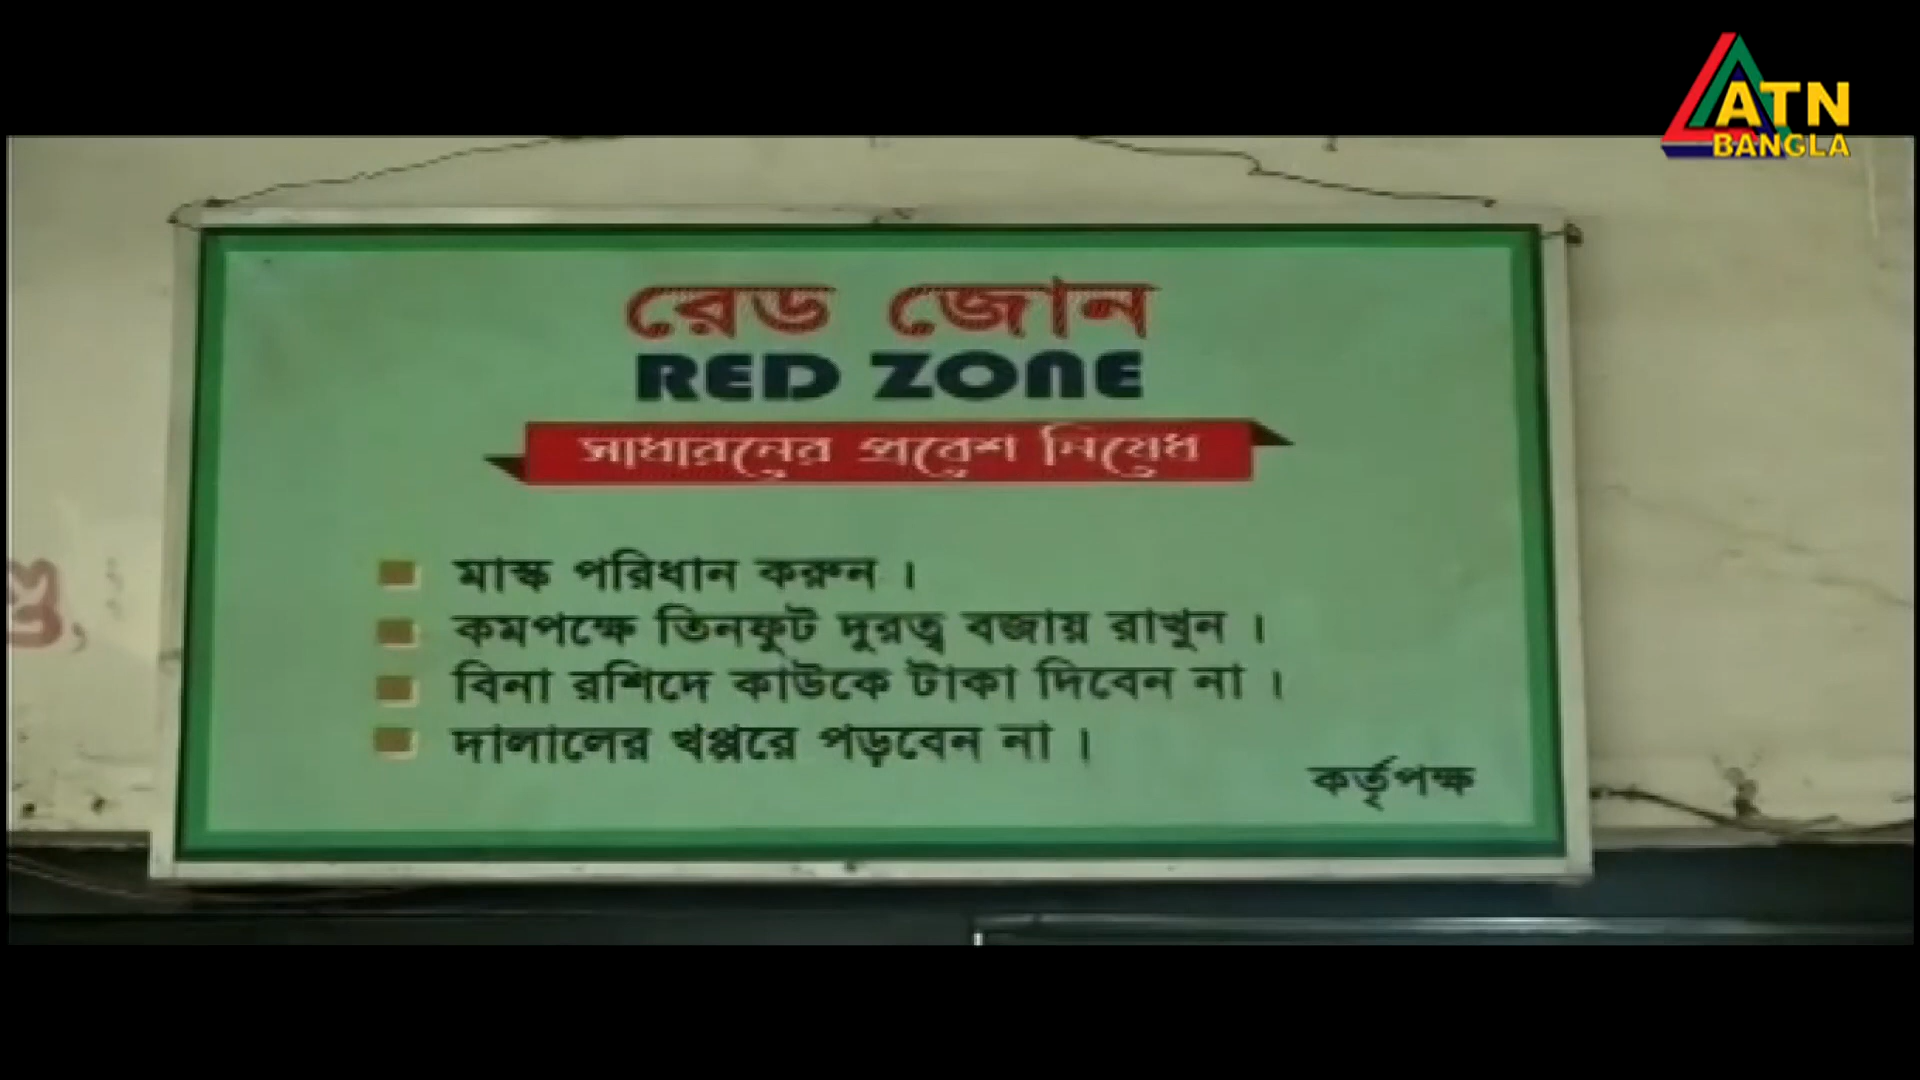 ATN
BANGLA
রেড জোন
RED ZONE
সাধারনের প্রবেশ নিষেধ
মাস্ক পরিধান করুন ।
কমপক্ষে তিনফুট দুরত্ব বজায় রাখুন ।
বিনা রশিদে কাউকে টাকা দিবেন না ।
দালালের খপ্পরে পড়বেন না ।
কর্তৃপক্ষ